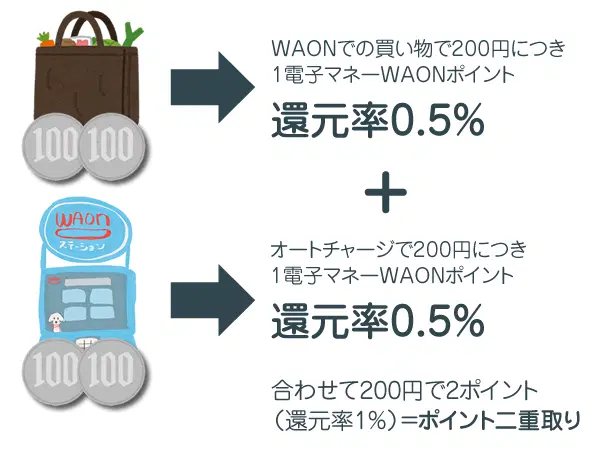 WAONでの買い物で200円につき
1電子マネーWAONポイント
還元率0.5%
100 100
+
WAON
ステーション
オートチャージで200円につき
1電子マネーWAONポイント
還元率0.5%
100 100
合わせて200円で2ポイント
(還元率1%)=ポイント二重取り